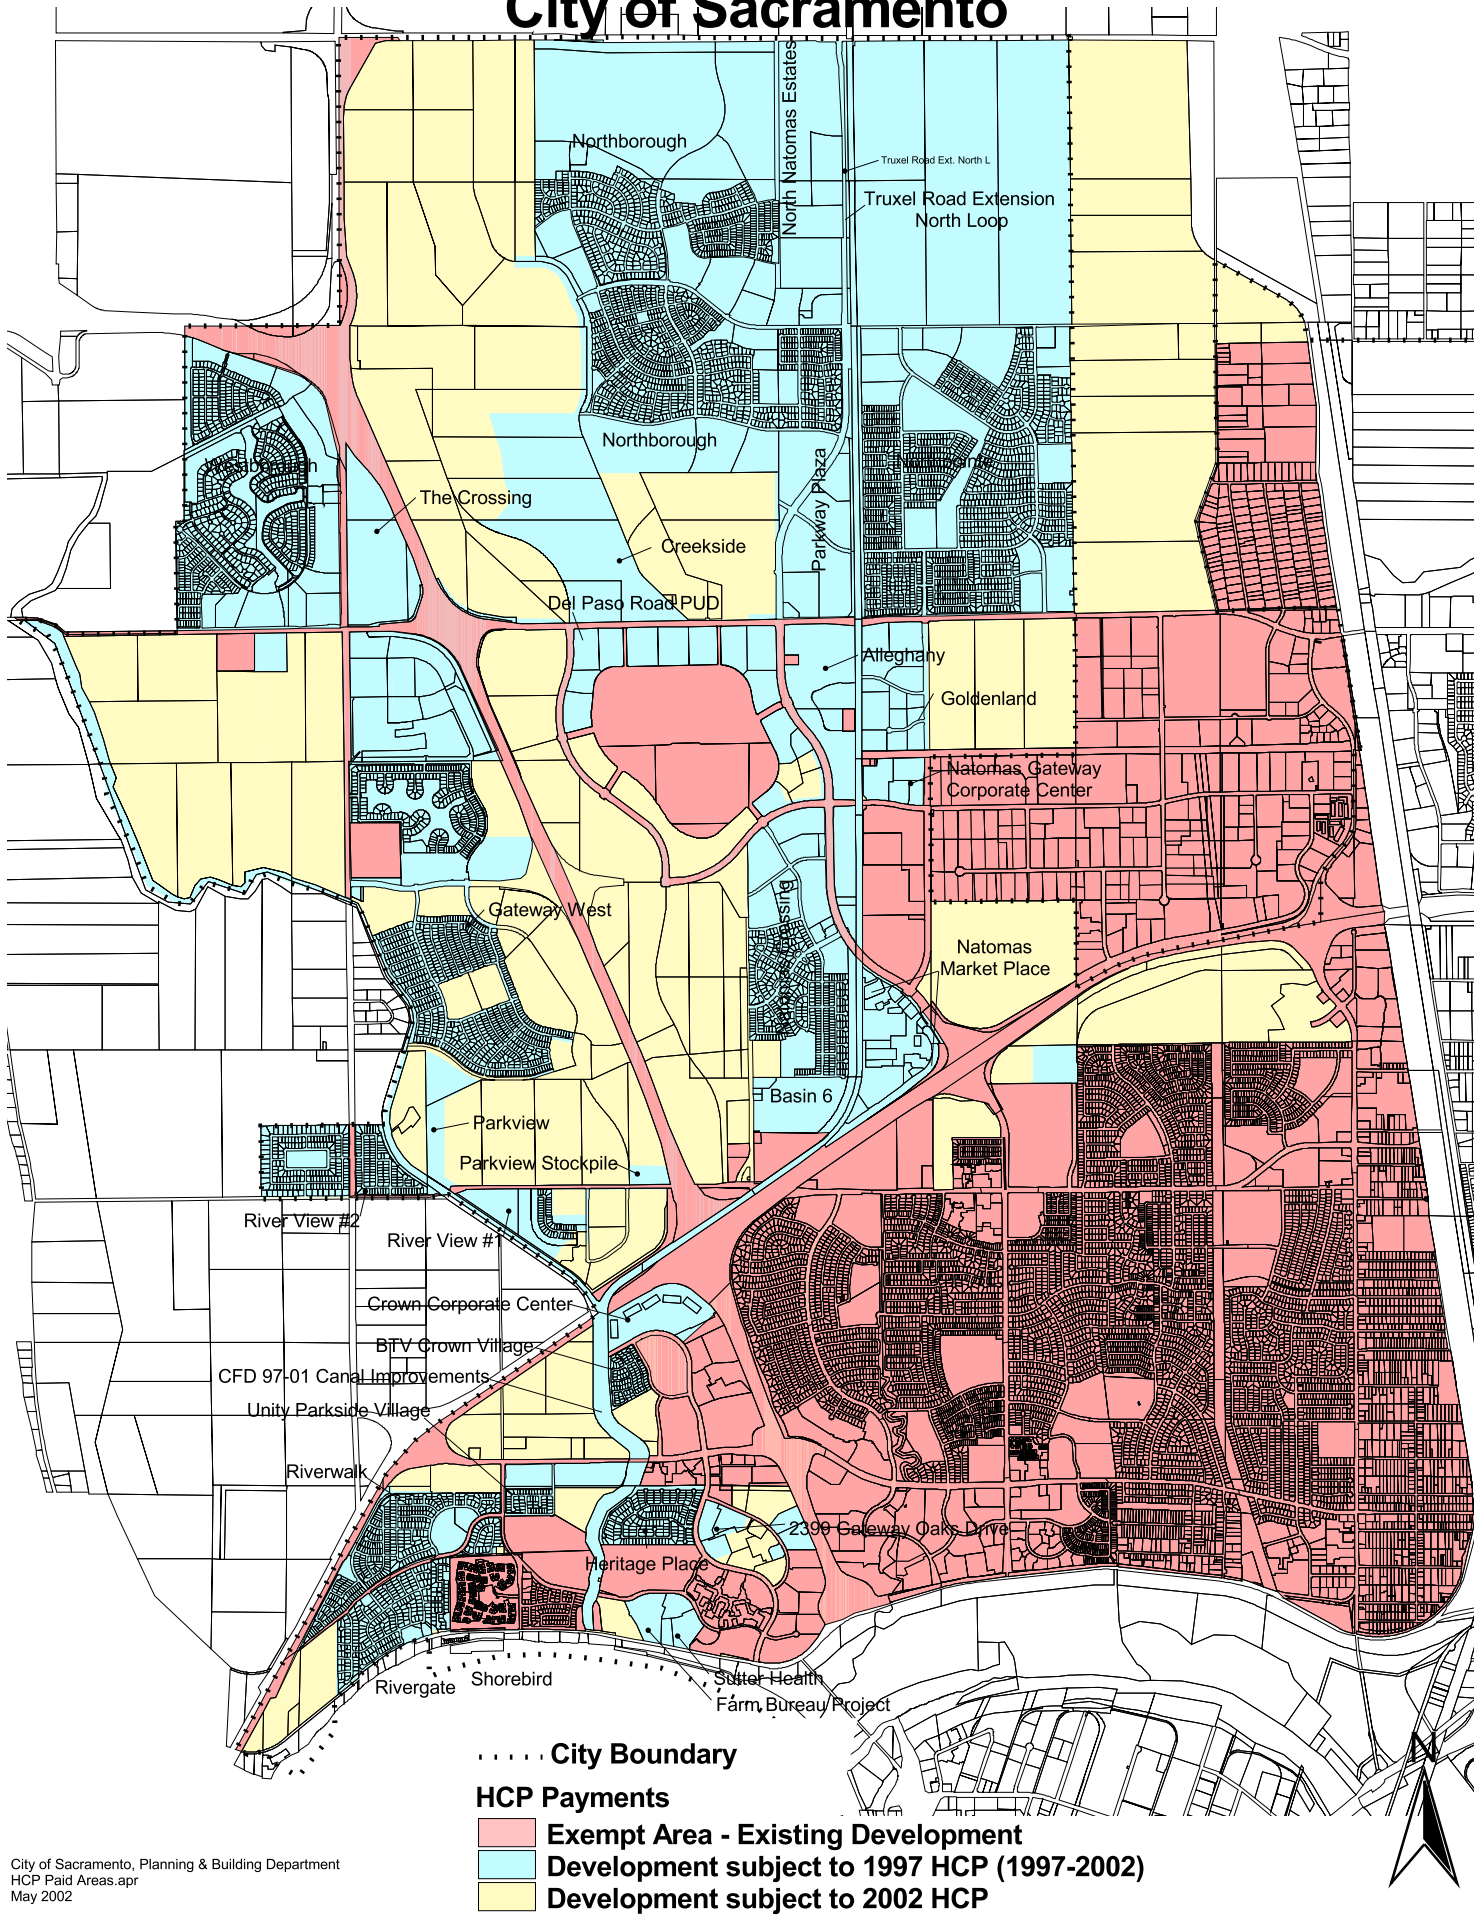 City of Sacramento
North Natomas Estates
Northborough
Truxel Road Ext. North L
Truxel Road Extension
North Loop
Northborough
Parkway Plaza
The Crossing
Creekside
Del Paso Road PUD
Alleghany
Goldenland
Natomas Gateway
Corporate Center
Gateway West
Natomas Crossing
Natomas
Market Place
Basin 6
Parkview
Parkview Stockpile
River View #2
River View #1
Crown Corporate Center
BTV Crown Village
CFD 97-01 Canal Improvements
Unity Parkside Village
Riverwalk
2399 Gateway Oaks Drive
Heritage Place
Sutter Health
Farm Bureau Project
Shorebird
Rivergate
City Boundary
HCP Payments
Exempt Area - Existing Development
Development subject to 1997 HCP (1997-2002)
Development subject to 2002 HCP
N
City of Sacramento, Planning & Building Department
HCP Paid Areas.apr
May 2002